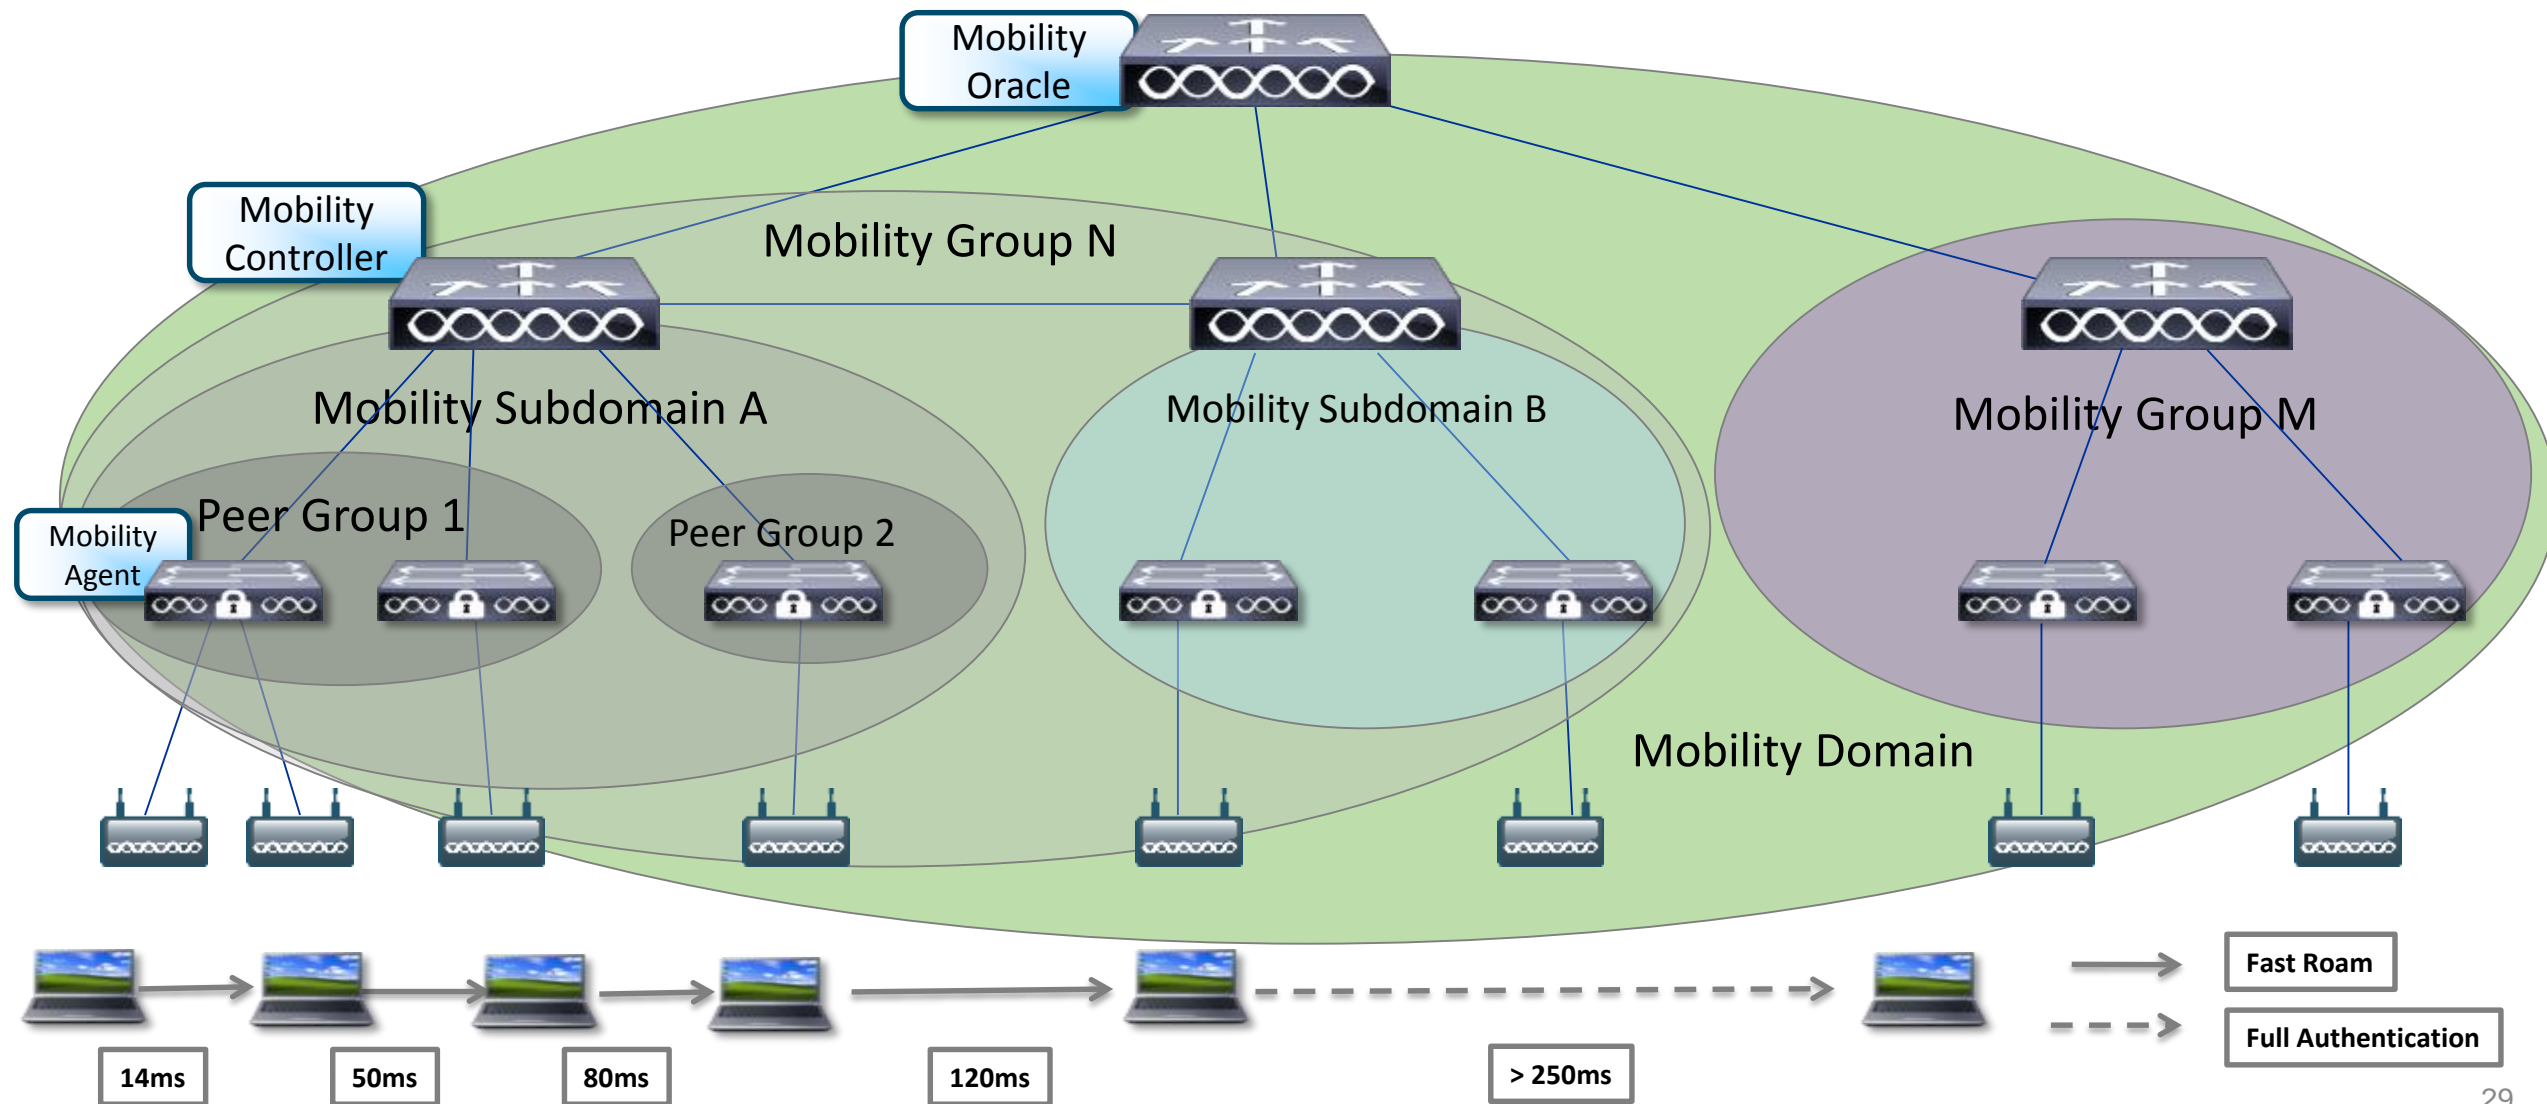 Mobility
Oracle
Mobility
Controller
Mobility Group N
Mobility Subdomain A
Mobility Subdomain B
Mobility Group M
Peer Group 1
Peer Group 2
Mobility
Agent
Mobility Domain
Fast Roam
Full Authentication
14ms
50ms
80ms
120ms
> 250ms
29